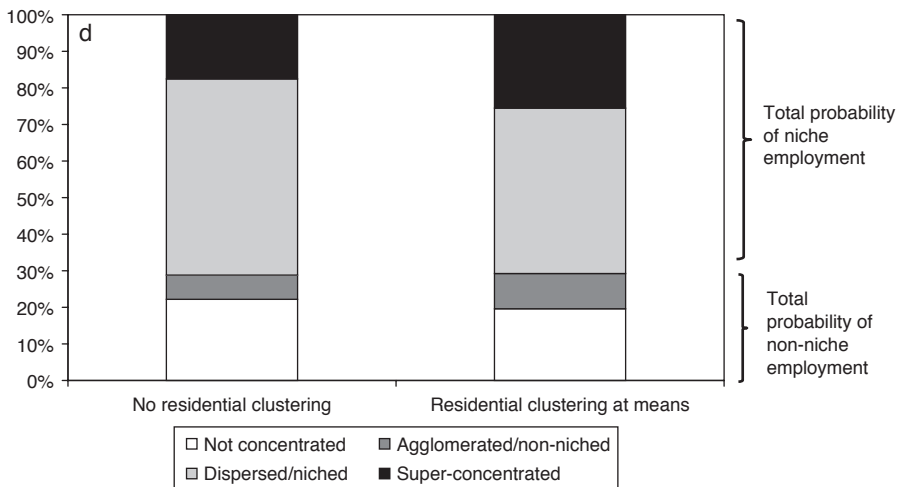 d
100%
90%
80%
70%
60%
50%
40%
30%
20%
10%
0%
No residential clustering
Residential clustering at means
Total probability
of niche
employment
Total
probability of
non-niche
employment
Not concentrated
Agglomerated/non-niched
Dispersed/niched
Super-concentrated